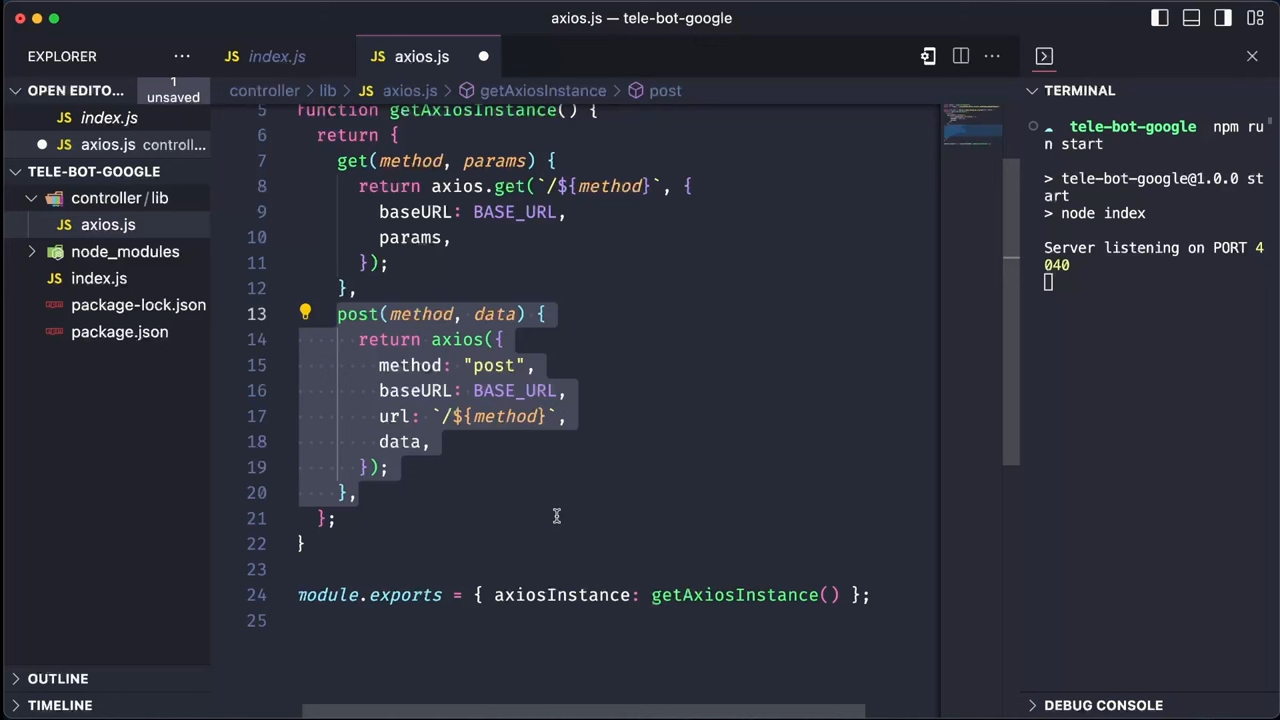 axios.js — tele-bot-google
EXPLORER
JS index.js
JS axios.js
OPEN EDITO...
1 unsaved
JS index.js
JS axios.js controll...
TELE-BOT-GOOGLE
controller/lib
JS axios.js
node_modules
JS index.js
package-lock.json
package.json
OUTLINE
TIMELINE
controller > lib > JS axios.js > getAxiosInstance > post
5 function getAxiosInstance() {
6 return {
7 get(method, params) {
8 return axios.get(`/${method}`, {
9 baseURL: BASE_URL,
10 params,
11 });
12 },
13 post(method, data) {
14 return axios({
15 method: "post",
16 baseURL: BASE_URL,
17 url: `/${method}`,
18 data,
19 });
20 },
21 };
22 }
23
24 module.exports = { axiosInstance: getAxiosInstance() };
25
TERMINAL
tele-bot-google npm ru
n start
> tele-bot-google@1.0.0 st
art
> node index
Server listening on PORT 4
040
DEBUG CONSOLE